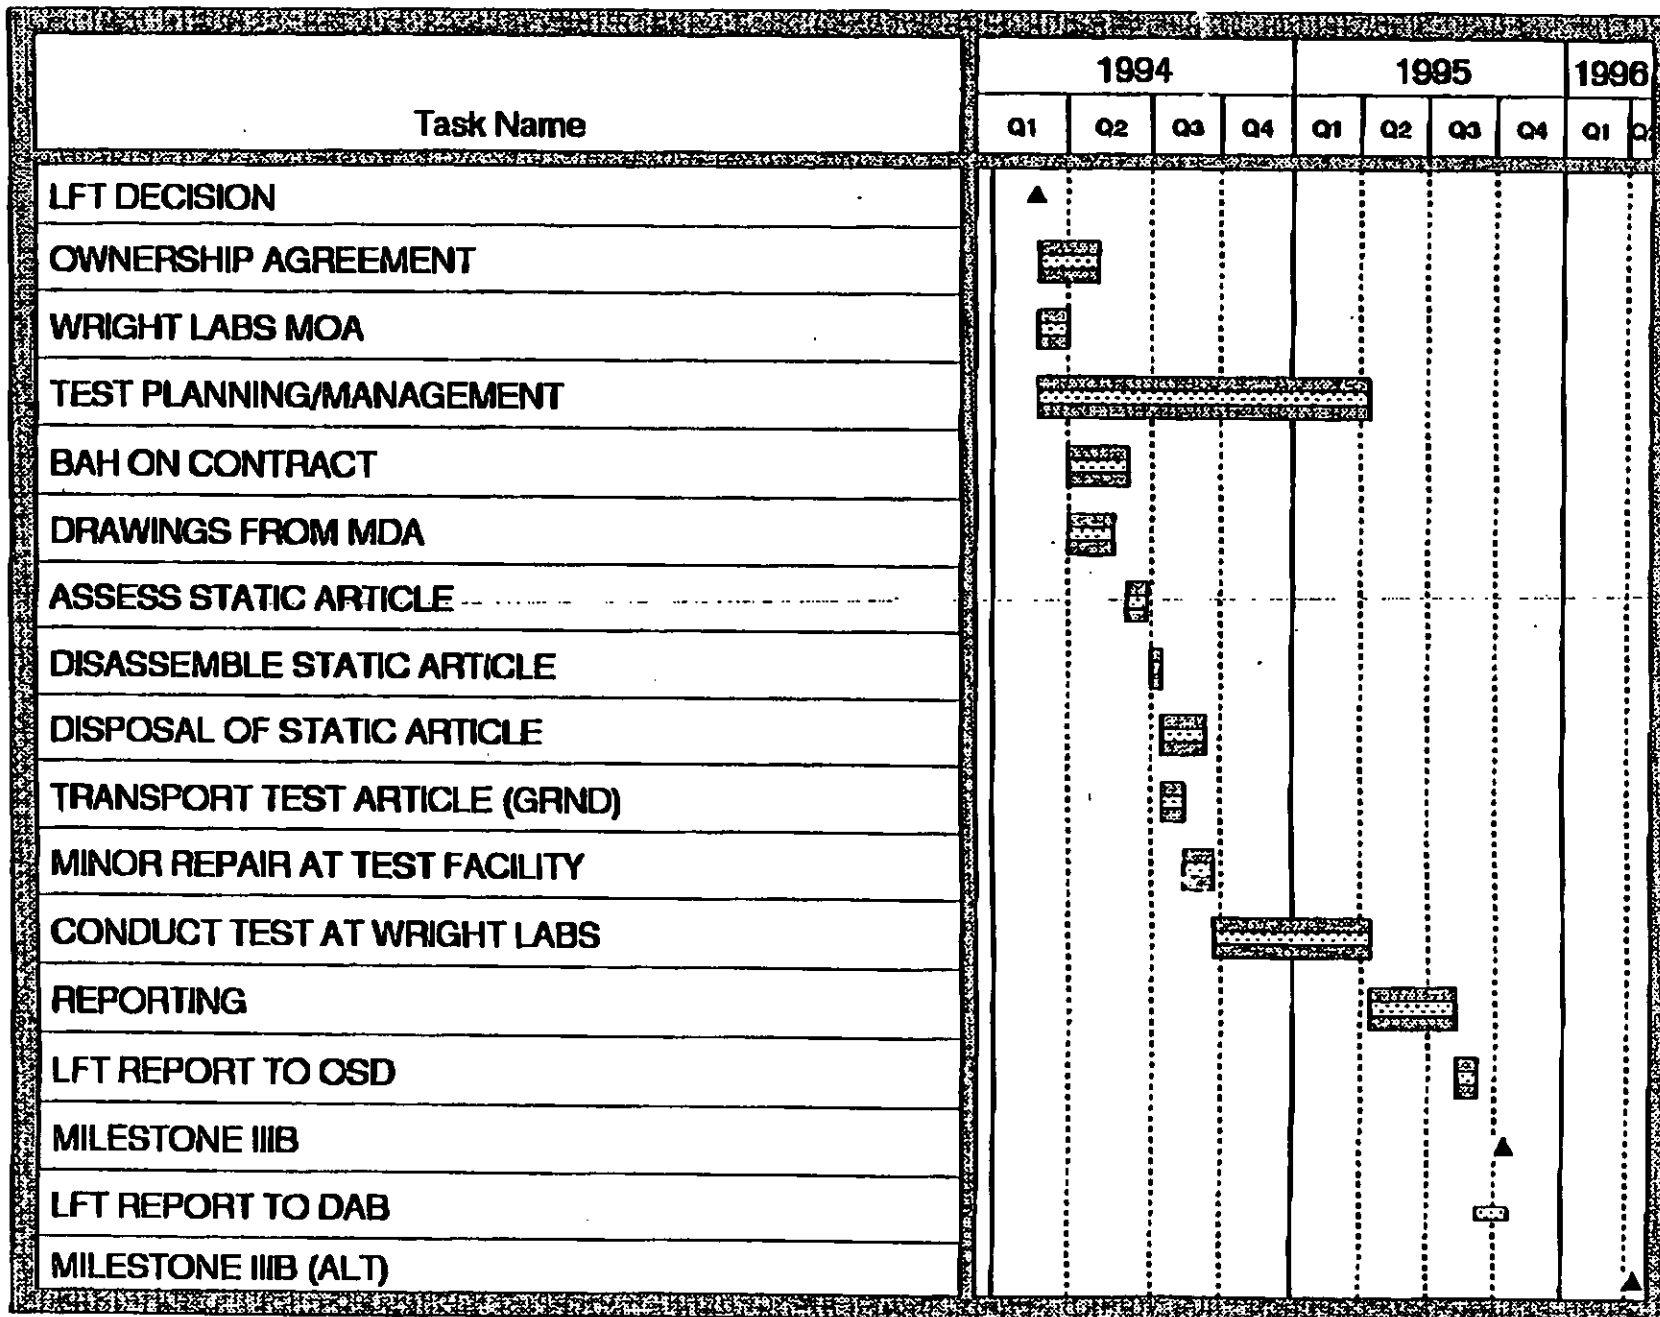 1994 1995 1996
Task Name Q1 Q2 Q3 Q4 Q1 Q2 Q3 Q4 Q1
LFT DECISION
OWNERSHIP AGREEMENT
WRIGHT LABS MOA
TEST PLANNING/MANAGEMENT
BAH ON CONTRACT
DRAWINGS FROM MDA
ASSESS STATIC ARTICLE
DISASSEMBLE STATIC ARTICLE
DISPOSAL OF STATIC ARTICLE
TRANSPORT TEST ARTICLE (GRND)
MINOR REPAIR AT TEST FACILITY
CONDUCT TEST AT WRIGHT LABS
REPORTING
LFT REPORT TO OSD
MILESTONE IIIB
LFT REPORT TO DAB
MILESTONE IIIB (ALT)